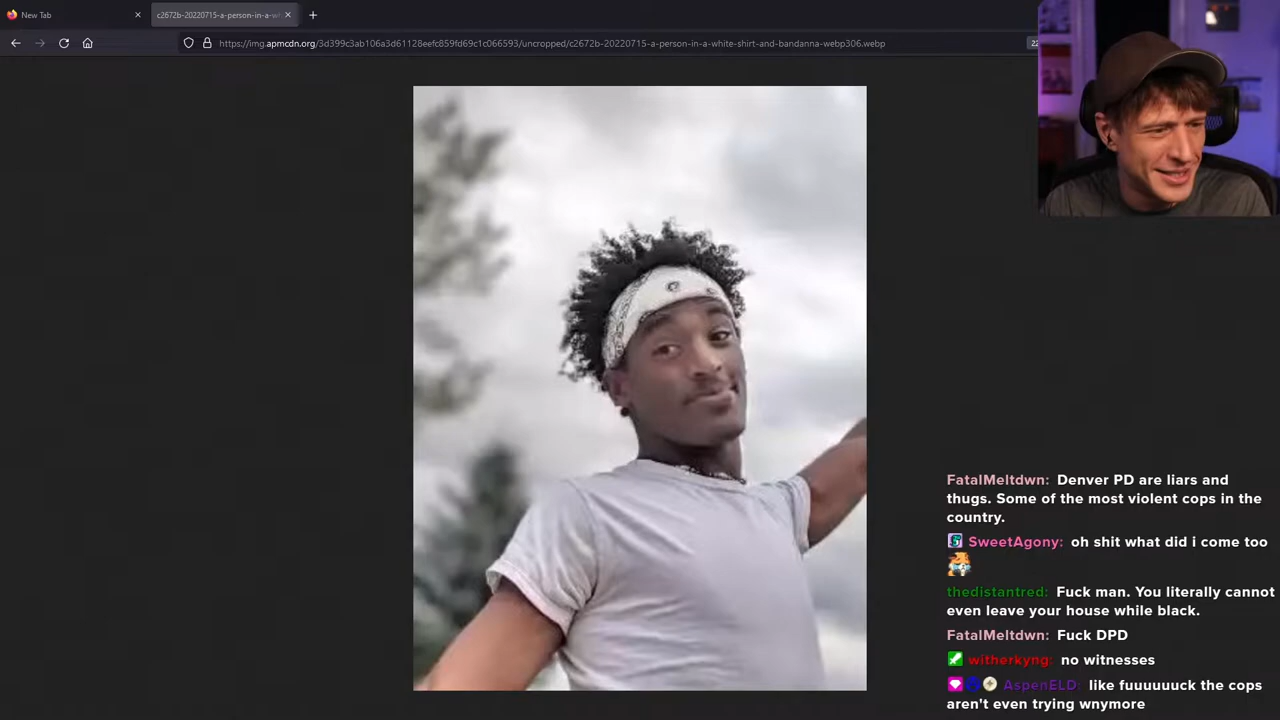 New Tab
c2672b-20220715-a-person-in-a-wh
https://img.apmcdn.org/3d399c3ab106a3d61128eefc859fd69c1c066593/uncropped/c2672b-20220715-a-person-in-a-white-shirt-and-bandanna-webp306.webp
FatalMeltdwn: Denver PD are liars and
thugs. Some of the most violent cops in the
country.
SweetAgony: oh shit what did i come too
thedistantred: Fuck man. You literally cannot
even leave your house while black.
FatalMeltdwn: Fuck DPD
witherkyng: no witnesses
AspenELD: like fuuuuuuck the cops
aren't even trying wnymore